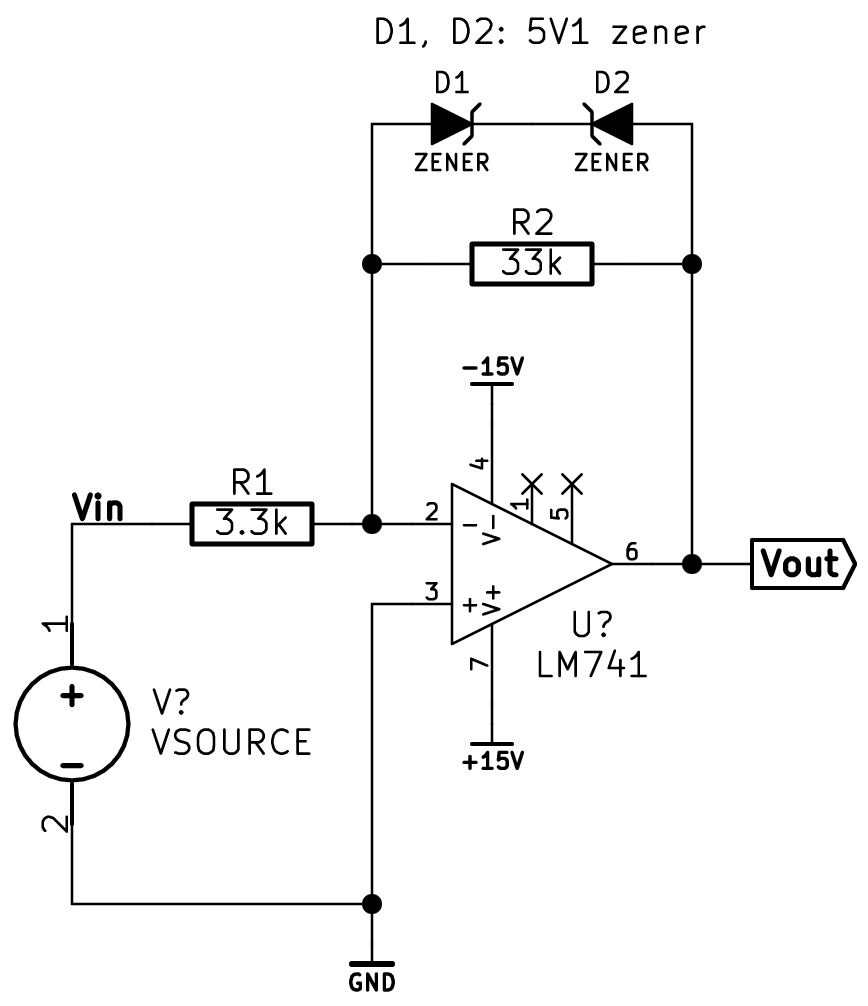 D1, D2: 5V1 zener
D1
D2
ZENER
ZENER
R2
33k
-15V
4
1
5
R1
3.3k
Vin
2
-
V-
6
Vout
3
+
V+
U?
LM741
7
+15V
1
+
-
V?
VSOURCE
2
GND